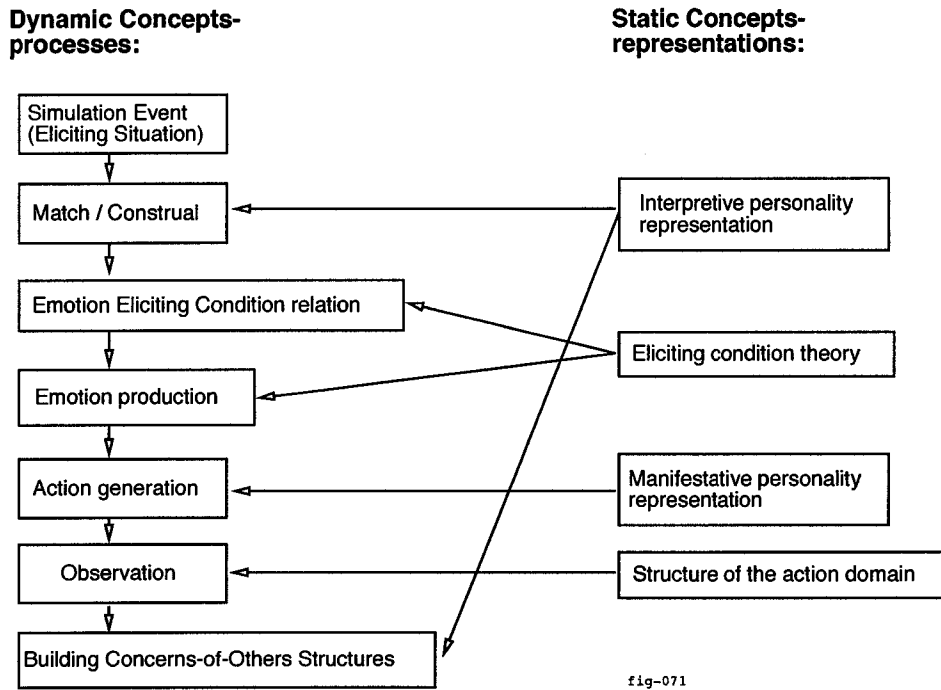 Dynamic Concepts-
processes:
Static Concepts-
representations:
Simulation Event
(Eliciting Situation)
Match / Construal
Emotion Eliciting Condition relation
Emotion production
Action generation
Observation
Building Concerns-of-Others Structures
Interpretive personality
representation
Eliciting condition theory
Manifestative personality
representation
Structure of the action domain
fig-071